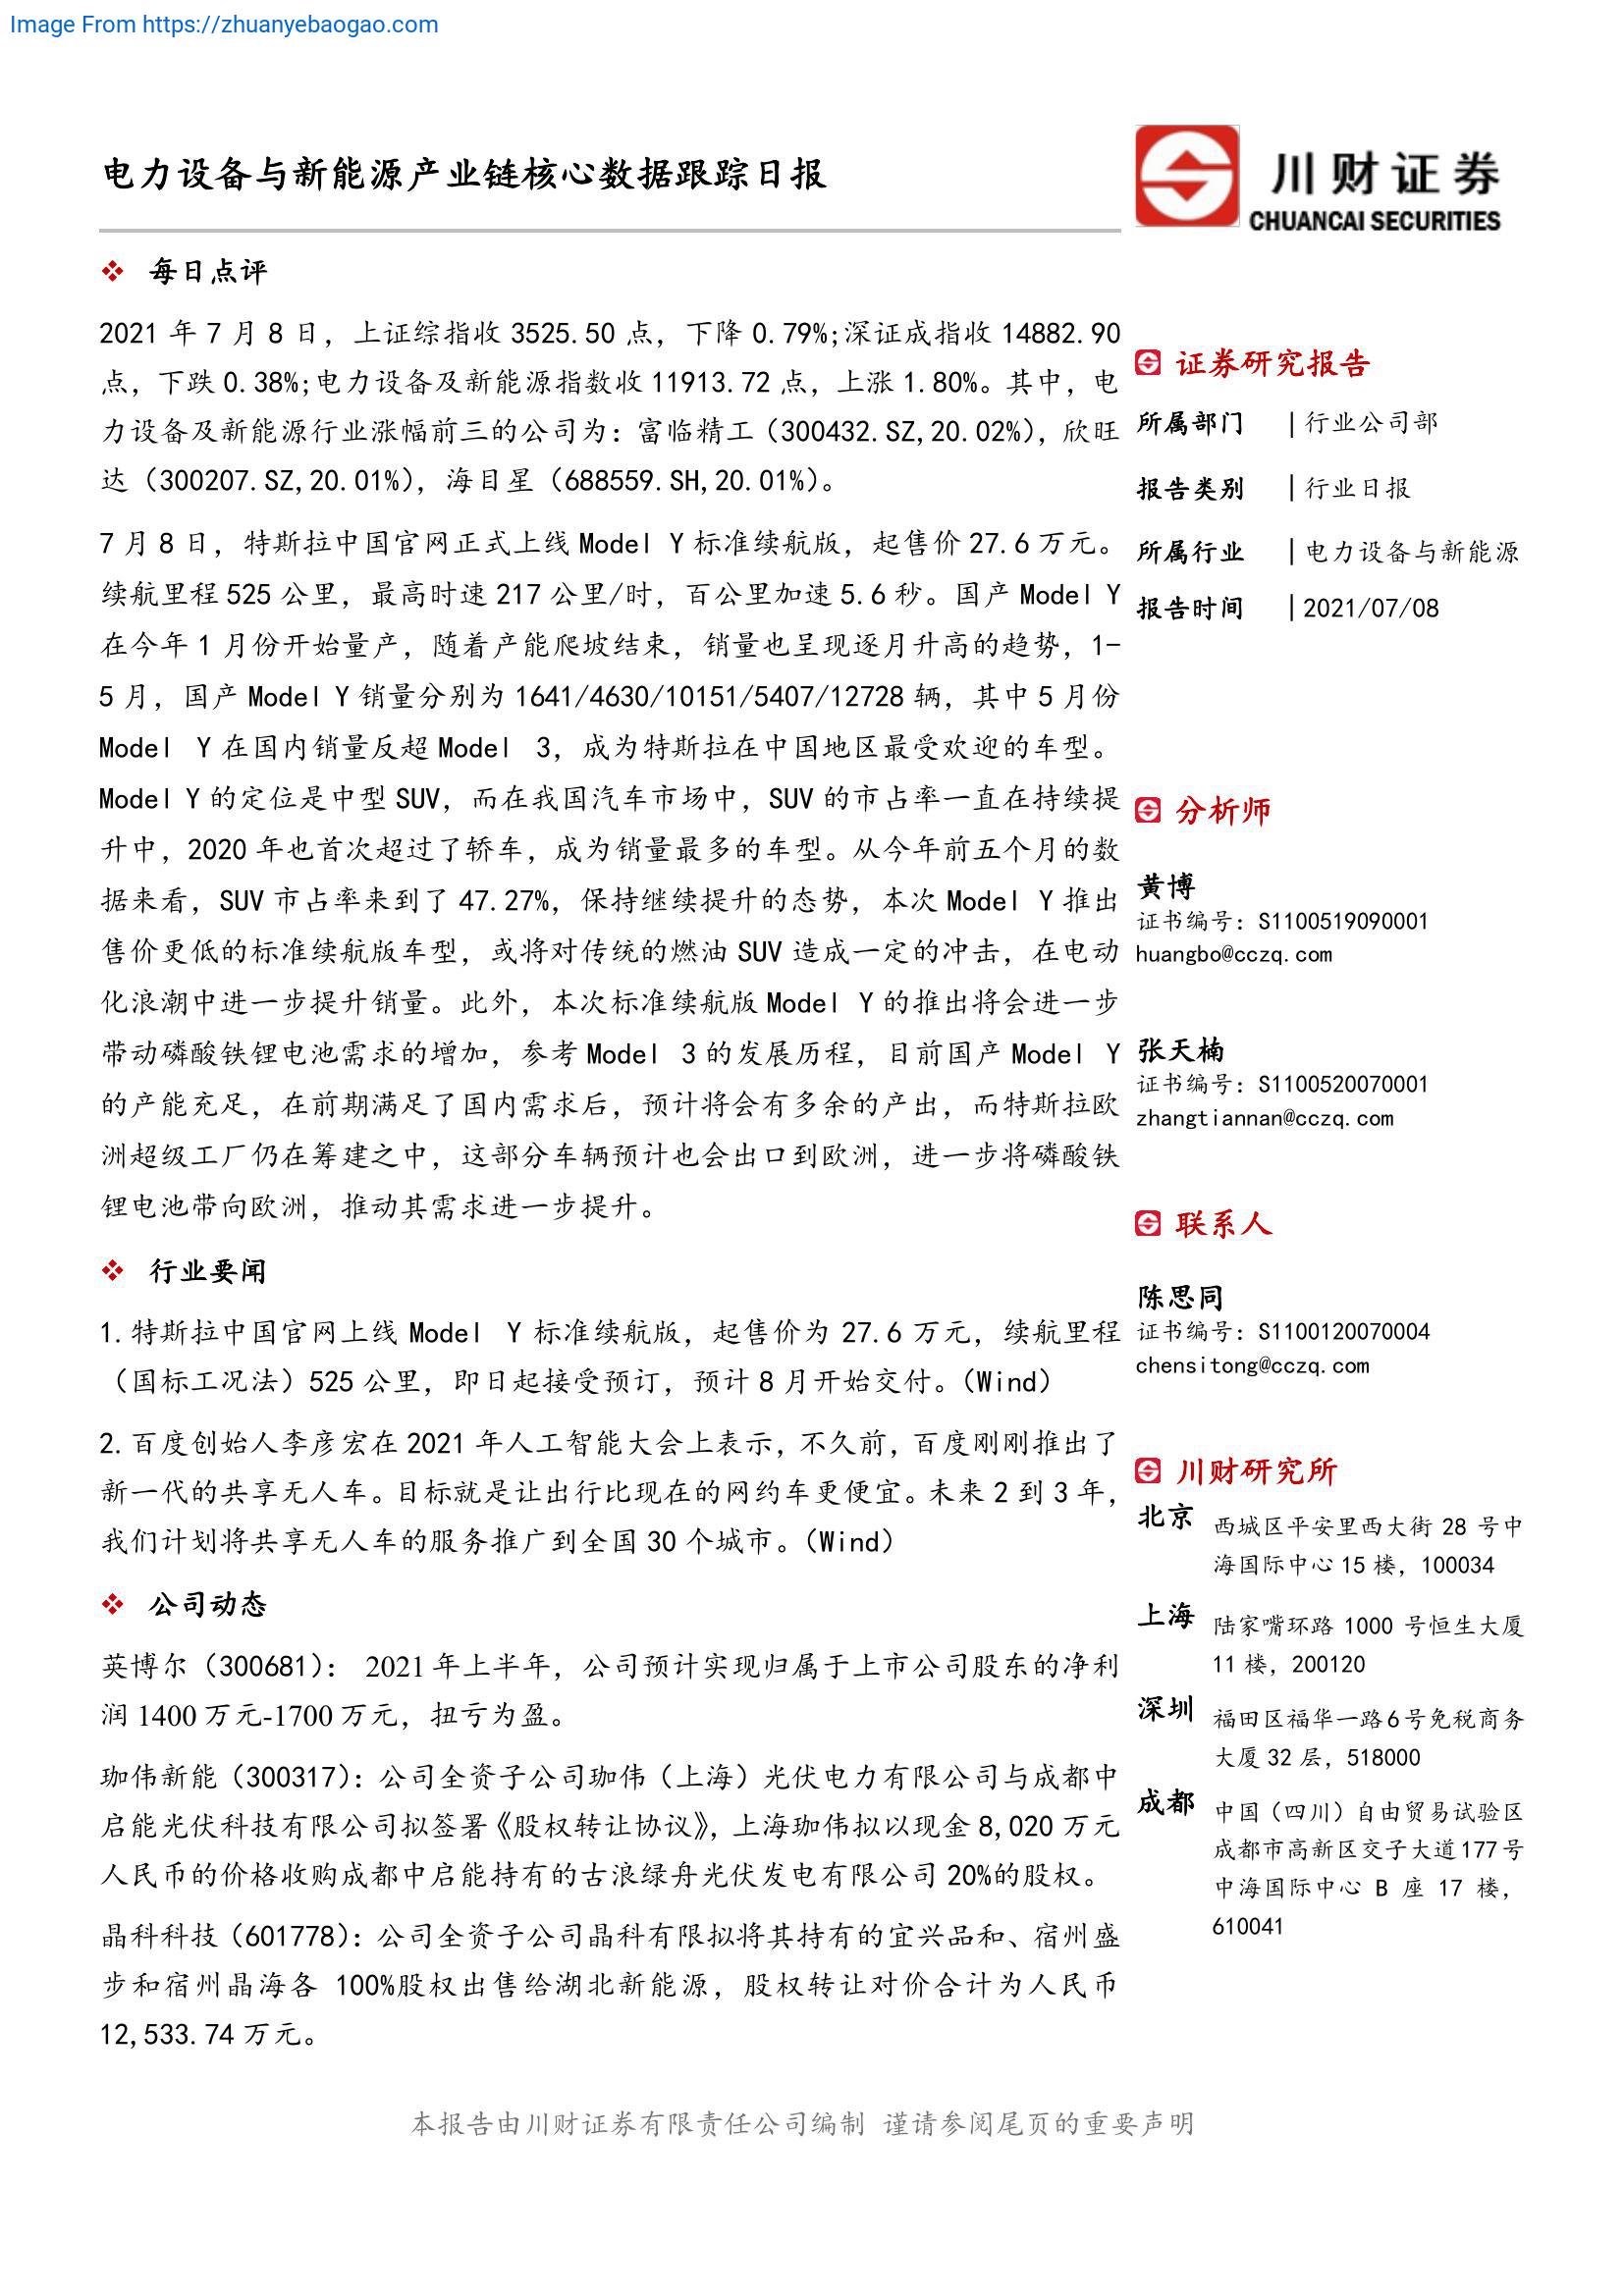 Image From https://zhuanyebaogao.com
电力设备与新能源产业链核心数据跟踪日报
川财证券
CHUANCAI SECURITIES
每日点评
2021 年 7 月 8 日，上证综指收 3525.50 点，下降 0.79%;深证成指收 14882.90
点，下跌 0.38%;电力设备及新能源指数收 11913.72 点，上涨 1.80%。其中，电
力设备及新能源行业涨幅前三的公司为：富临精工（300432.SZ,20.02%），欣旺
达（300207.SZ,20.01%），海目星（688559.SH,20.01%）。
7 月 8 日，特斯拉中国官网正式上线 Model Y 标准续航版，起售价 27.6 万元。
续航里程 525 公里，最高时速 217 公里/时，百公里加速 5.6 秒。国产 Model Y
在今年 1 月份开始量产，随着产能爬坡结束，销量也呈现逐月升高的趋势，1-
5 月，国产 Model Y 销量分别为 1641/4630/10151/5407/12728 辆，其中 5 月份
Model Y 在国内销量反超 Model 3，成为特斯拉在中国地区最受欢迎的车型。
Model Y 的定位是中型 SUV，而在我国汽车市场中，SUV 的市占率一直在持续提
升中，2020 年也首次超过了轿车，成为销量最多的车型。从今年前五个月的数
据来看，SUV 市占率来到了 47.27%，保持继续提升的态势，本次 Model Y 推出
售价更低的标准续航版车型，或将对传统的燃油 SUV 造成一定的冲击，在电动
化浪潮中进一步提升销量。此外，本次标准续航版 Model Y 的推出将会进一步
带动磷酸铁锂电池需求的增加，参考 Model 3 的发展历程，目前国产 Model Y
的产能充足，在前期满足了国内需求后，预计将会有多余的产出，而特斯拉欧
洲超级工厂仍在筹建之中，这部分车辆预计也会出口到欧洲，进一步将磷酸铁
锂电池带向欧洲，推动其需求进一步提升。
行业要闻
1.特斯拉中国官网上线 Model Y 标准续航版，起售价为 27.6 万元，续航里程
（国标工况法）525 公里，即日起接受预订，预计 8 月开始交付。（Wind）
2.百度创始人李彦宏在 2021 年人工智能大会上表示，不久前，百度刚刚推出了
新一代的共享无人车。目标就是让出行比现在的网约车更便宜。未来 2 到 3 年，
我们计划将共享无人车的服务推广到全国 30 个城市。（Wind）
公司动态
英博尔（300681）： 2021 年上半年，公司预计实现归属于上市公司股东的净利
润 1400 万元-1700 万元，扭亏为盈。
珈伟新能（300317）：公司全资子公司珈伟（上海）光伏电力有限公司与成都中
启能光伏科技有限公司拟签署《股权转让协议》，上海珈伟拟以现金 8,020 万元
人民币的价格收购成都中启能持有的古浪绿舟光伏发电有限公司 20%的股权。
晶科科技（601778）：公司全资子公司晶科有限拟将其持有的宜兴品和、宿州盛
步和宿州晶海各 100%股权出售给湖北新能源，股权转让对价合计为人民币
12,533.74 万元。
证券研究报告
所属部门 | 行业公司部
报告类别 | 行业日报
所属行业 | 电力设备与新能源
报告时间 | 2021/07/08
分析师
黄博
证书编号：S1100519090001
huangbo@cczq.com
张天楠
证书编号：S1100520070001
zhangtiannan@cczq.com
联系人
陈思同
证书编号：S1100120070004
chensitong@cczq.com
川财研究所
北京 西城区平安里西大街 28 号中
海国际中心 15 楼，100034
上海 陆家嘴环路 1000 号恒生大厦
11 楼，200120
深圳 福田区福华一路 6 号免税商务
大厦 32 层，518000
成都 中国（四川）自由贸易试验区
成都市高新区交子大道 177 号
中海国际中心 B 座 17 楼，
610041
本报告由川财证券有限责任公司编制 谨请参阅尾页的重要声明